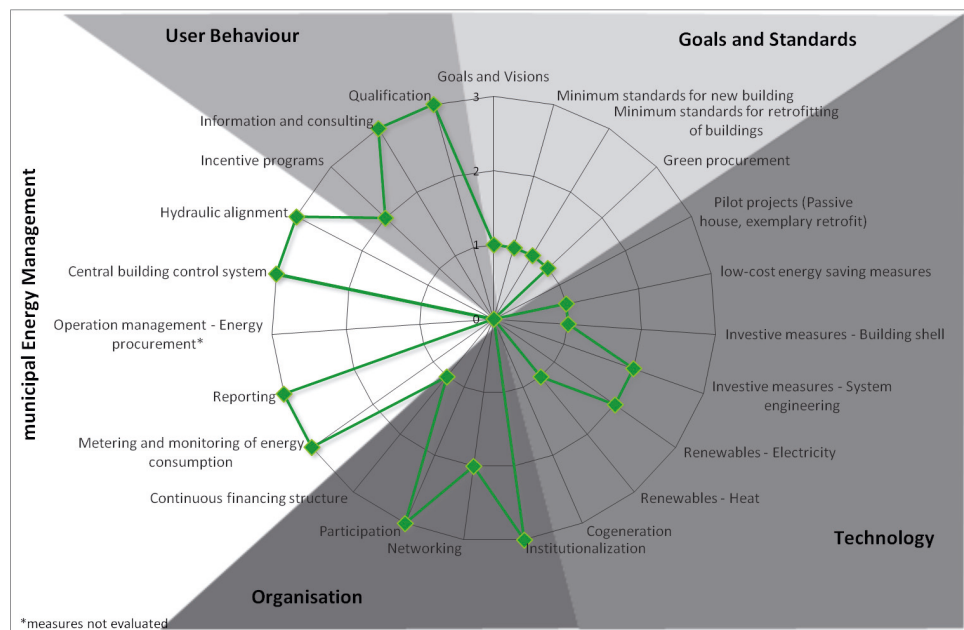 User Behaviour
Goals and Standards
Goals and Visions
Qualification
3
Minimum standards for new building
Information and consulting
Minimum standards for retrofitting
of buildings
Incentive programs
2
Green procurement
Hydraulic alignment
Pilot projects (Passive
house, exemplary retrofit)
1
Central building control system
low-cost energy saving measures
municipal Energy Management
Operation management - Energy
procurement*
0
Investive measures - Building shell
Reporting
Investive measures - System
engineering
Metering and monitoring of energy
consumption
Renewables - Electricity
Continuous financing structure
Renewables - Heat
Participation
Networking
Cogeneration
Institutionalization
Technology
Organisation
*measures not evaluated